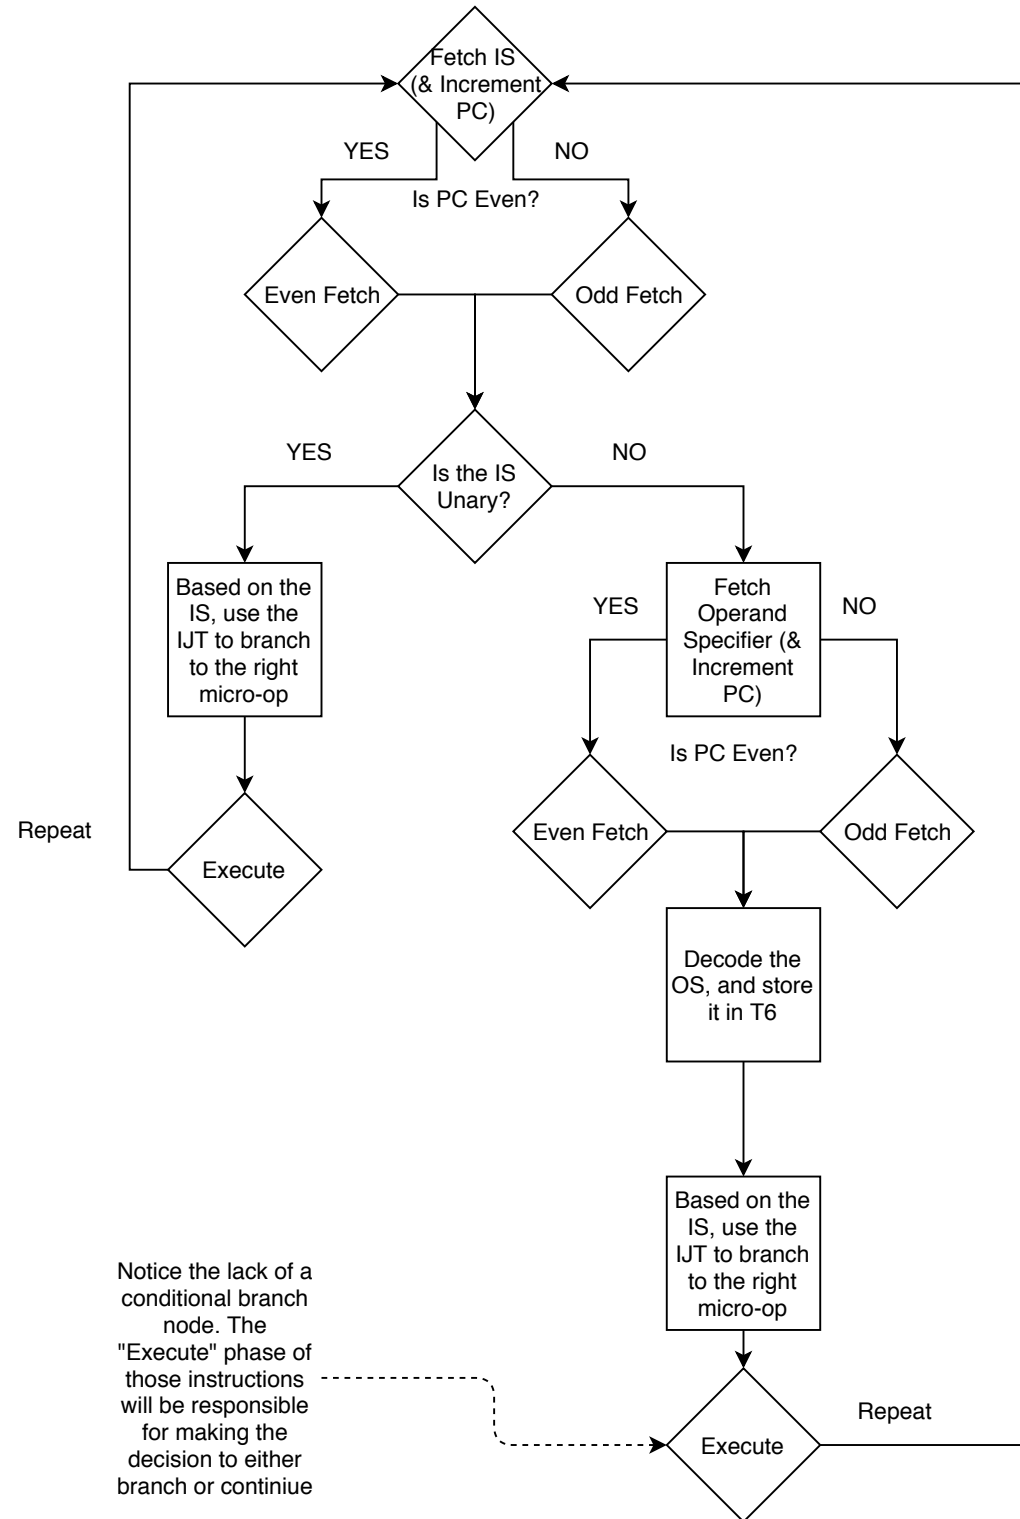 Fetch IS
(& Increment
PC)
YES
NO
Is PC Even?
Even Fetch
Odd Fetch
YES
NO
Is the IS
Unary?
Based on the
IS, use the
IJT to branch
to the right
micro-op
Fetch
Operand
Specifier (&
Increment
PC)
YES
NO
Is PC Even?
Even Fetch
Odd Fetch
Repeat
Execute
Decode the
OS, and store
it in T6
Based on the
IS, use the
IJT to branch
to the right
micro-op
Notice the lack of a
conditional branch
node. The
"Execute" phase of
those instructions
will be responsible
for making the
decision to either
branch or continiue
Execute
Repeat